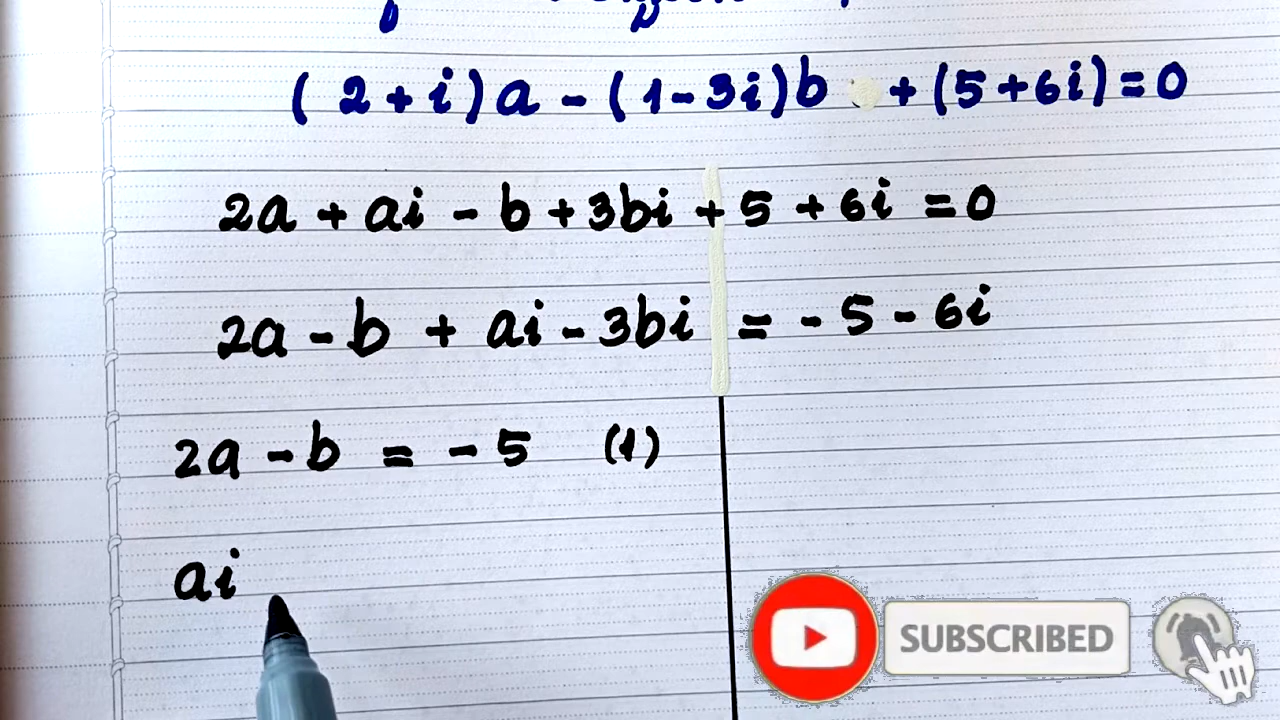 (2+i)a - (1-3i)b + (5+6i)=0
2a + ai - b + 3bi + 5 + 6i = 0
2a - b + ai - 3bi = - 5 - 6i
2a - b = - 5 (1)
ai
SUBSCRIBED